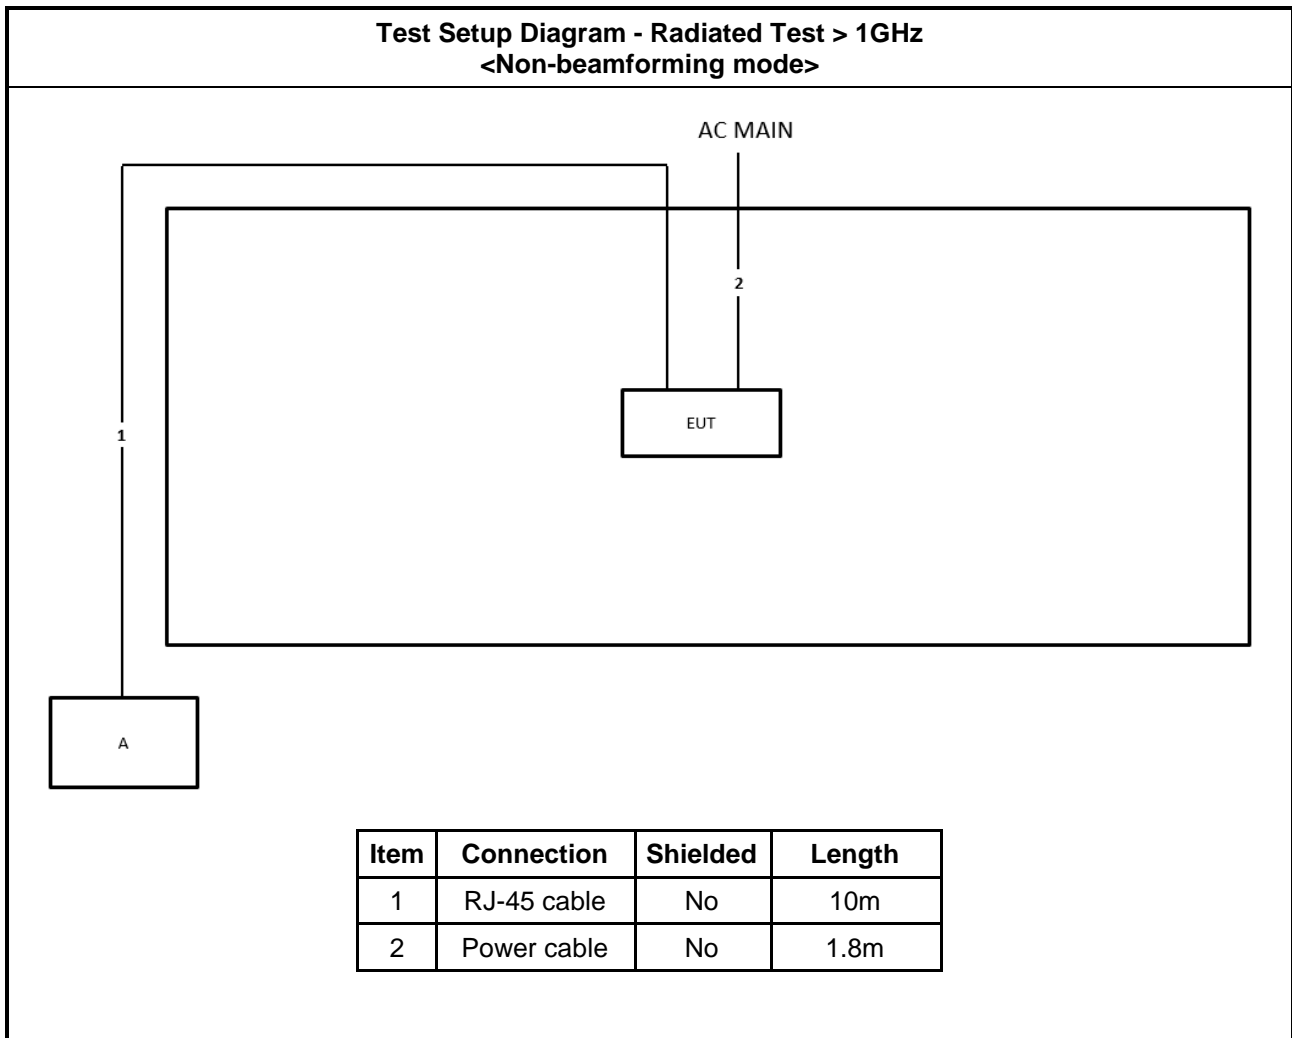 Test Setup Diagram - Radiated Test > 1GHz
<Non-beamforming mode>
AC MAIN
2
EUT
1
A
Item Connection Shielded Length
1 RJ-45 cable No 10m
2 Power cable No 1.8m